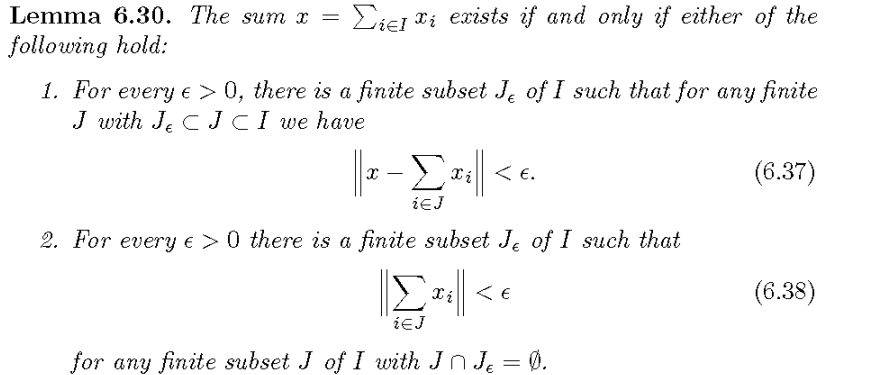 Lemma 6.30. The sum x = ∑_{i∈I} x_i exists if and only if either of the
following hold:
1. For every ϵ > 0, there is a finite subset J_ϵ of I such that for any finite
J with J_ϵ ⊂ J ⊂ I we have
‖x − ∑_{i∈J} x_i‖ < ϵ. (6.37)
2. For every ϵ > 0 there is a finite subset J_ϵ of I such that
‖∑_{i∈J} x_i‖ < ϵ (6.38)
for any finite subset J of I with J ∩ J_ϵ = ∅.